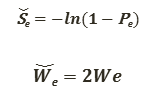 S̆ₑ = −ln(1 − Pₑ)
W̆ₑ = 2We